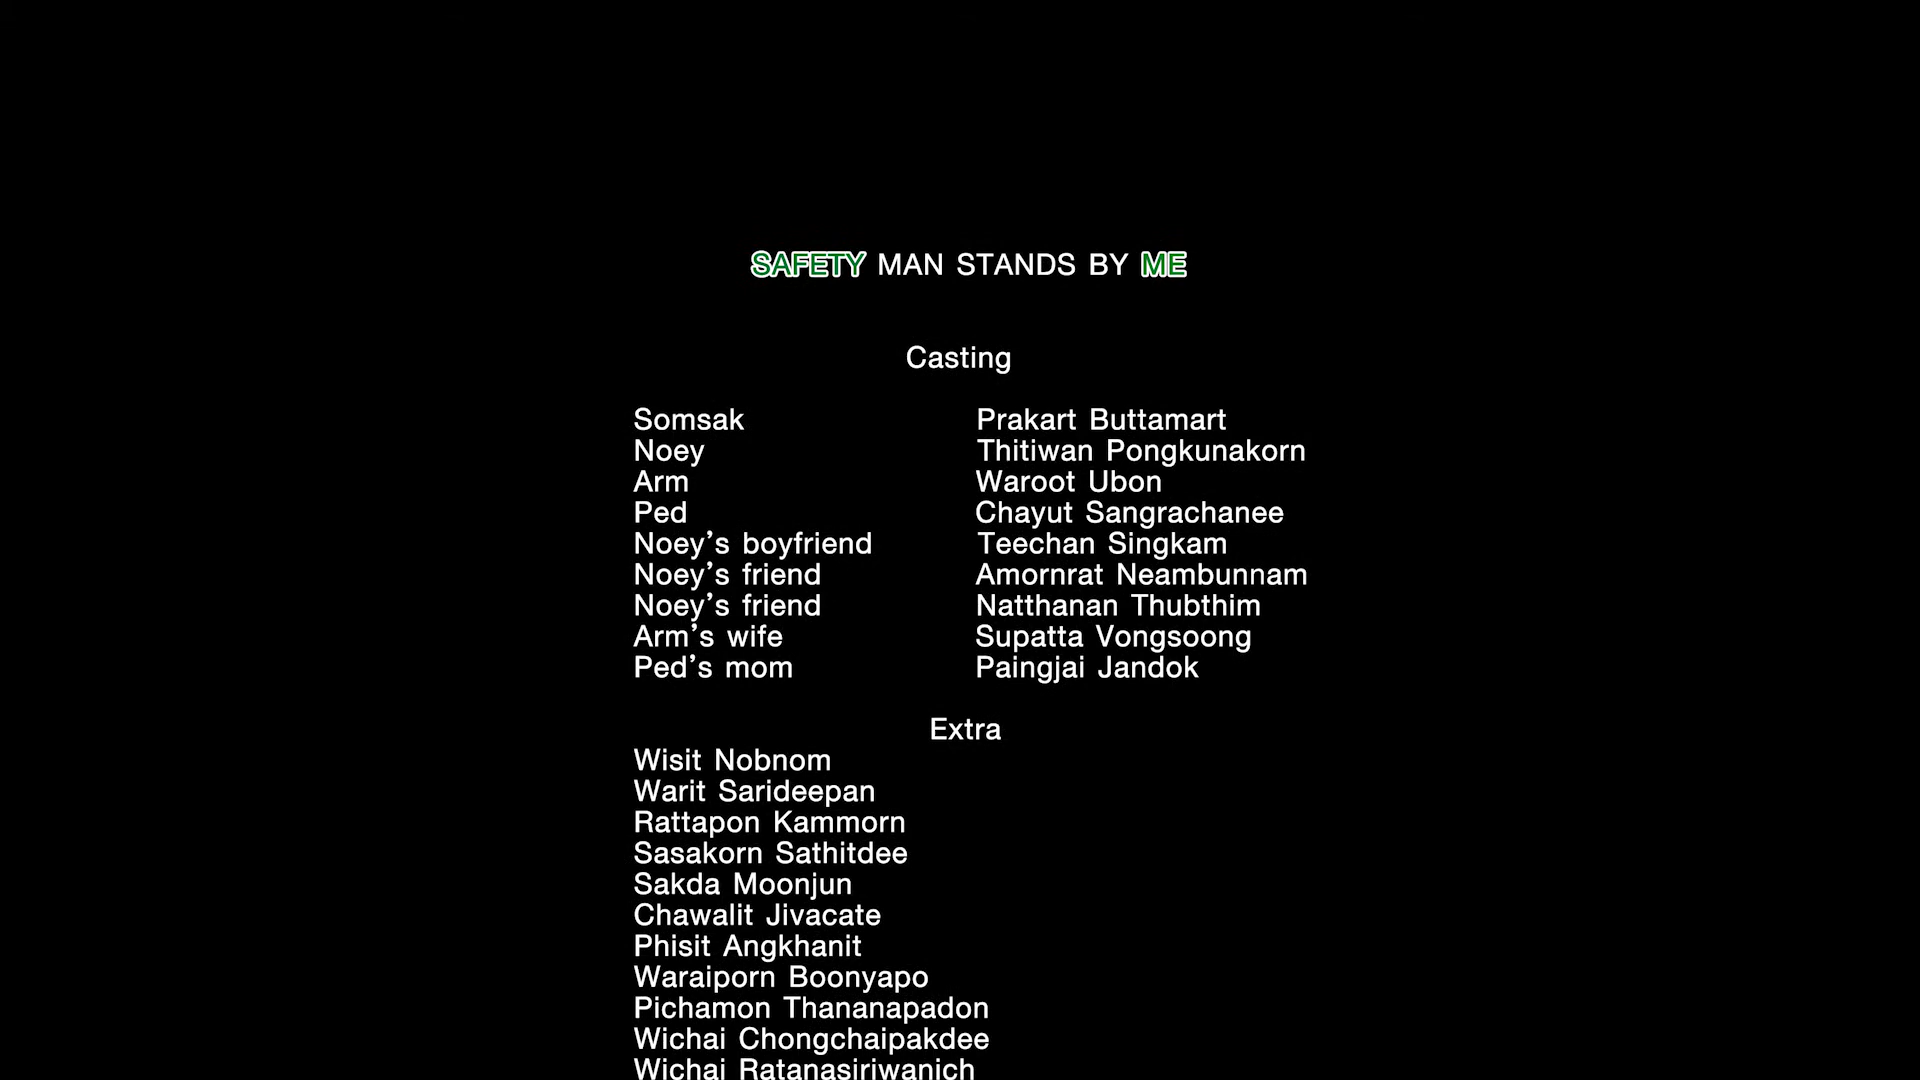 SAFETY MAN STANDS BY ME
Casting
Somsak Prakart Buttamart
Noey Thitiwan Pongkunakorn
Arm Waroot Ubon
Ped Chayut Sangrachanee
Noey’s boyfriend Teechan Singkam
Noey’s friend Amornrat Neambunnam
Noey’s friend Natthanan Thubthim
Arm’s wife Supatta Vongsoong
Ped’s mom Paingjai Jandok
Extra
Wisit Nobnom
Warit Sarideepan
Rattapon Kammorn
Sasakorn Sathitdee
Sakda Moonjun
Chawalit Jivacate
Phisit Angkhanit
Waraiporn Boonyapo
Pichamon Thananapadon
Wichai Chongchaipakdee
Wichai Ratanasiriwanich